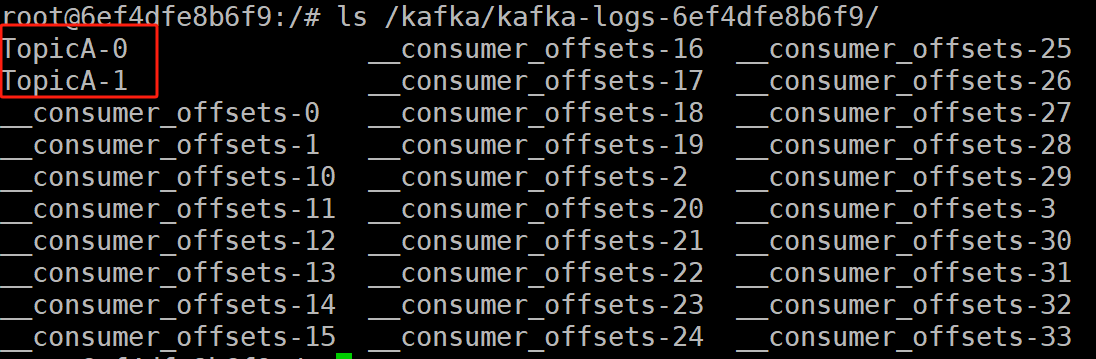 root@6ef4dfe8b6f9:/# ls /kafka/kafka-logs-6ef4dfe8b6f9/
TopicA-0 __consumer_offsets-16 __consumer_offsets-25
TopicA-1 __consumer_offsets-17 __consumer_offsets-26
__consumer_offsets-0 __consumer_offsets-18 __consumer_offsets-27
__consumer_offsets-1 __consumer_offsets-19 __consumer_offsets-28
__consumer_offsets-10 __consumer_offsets-2 __consumer_offsets-29
__consumer_offsets-11 __consumer_offsets-20 __consumer_offsets-3
__consumer_offsets-12 __consumer_offsets-21 __consumer_offsets-30
__consumer_offsets-13 __consumer_offsets-22 __consumer_offsets-31
__consumer_offsets-14 __consumer_offsets-23 __consumer_offsets-32
__consumer_offsets-15 __consumer_offsets-24 __consumer_offsets-33